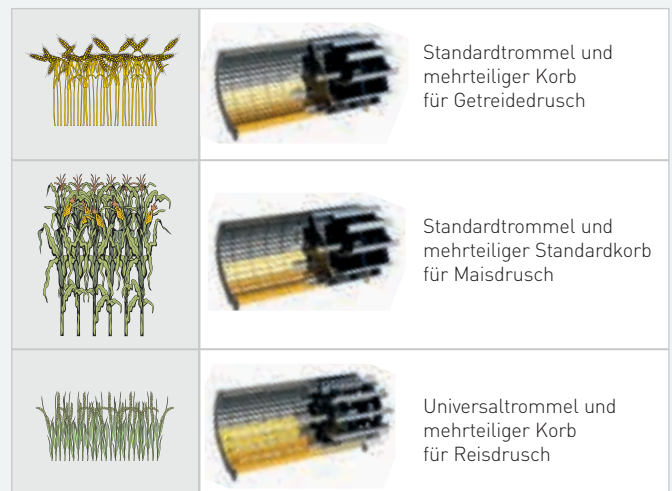 Standardtrommel und
mehrteiliger Korb
für Getreidedrusch
Standardtrommel und
mehrteiliger Standardkorb
für Maisdrusch
Universaltrommel und
mehrteiliger Korb
für Reisdrusch